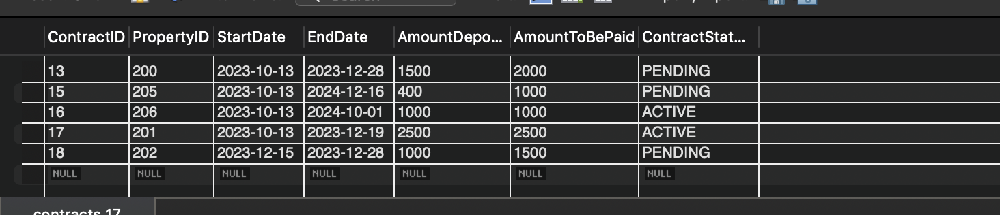 ContractID PropertyID StartDate EndDate AmountDepo... AmountToBePaid ContractStat...
13 200 2023-10-13 2023-12-28 1500 2000 PENDING
15 205 2023-10-13 2024-12-16 400 1000 PENDING
16 206 2023-10-13 2024-10-01 1000 1000 ACTIVE
17 201 2023-10-13 2023-12-19 2500 2500 ACTIVE
18 202 2023-12-15 2023-12-28 1000 1500 PENDING
NULL NULL NULL NULL NULL NULL NULL
contracts 17